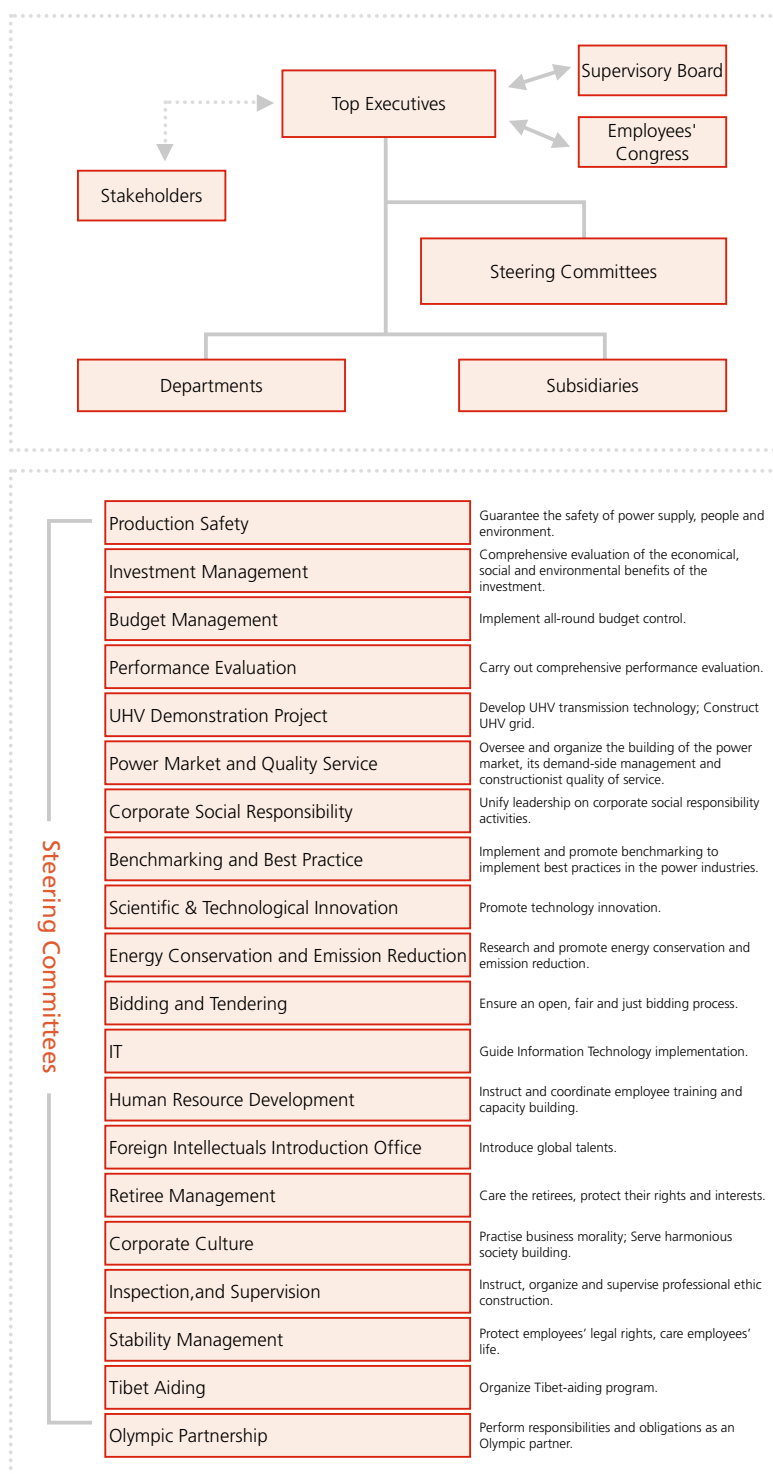 Top Executives
Supervisory Board
Employees'
Congress
Stakeholders
Steering Committees
Departments
Subsidiaries
Steering Committees
Production Safety
Guarantee the safety of power supply, people and
environment.
Investment Management
Comprehensive evaluation of the economical,
social and environmental benefits of the
investment.
Budget Management
Implement all-round budget control.
Performance Evaluation
Carry out comprehensive performance evaluation.
UHV Demonstration Project
Develop UHV transmission technology; Construct
UHV grid.
Power Market and Quality Service
Oversee and organize the building of the power
market, its demand-side management and
constructionist quality of service.
Corporate Social Responsibility
Unify leadership on corporate social responsibility
activities.
Benchmarking and Best Practice
Implement and promote benchmarking to
implement best practices in the power industries.
Scientific & Technological Innovation
Promote technology innovation.
Energy Conservation and Emission Reduction
Research and promote energy conservation and
emission reduction.
Bidding and Tendering
Ensure an open, fair and just bidding process.
IT
Guide Information Technology implementation.
Human Resource Development
Instruct and coordinate employee training and
capacity building.
Foreign Intellectuals Introduction Office
Introduce global talents.
Retiree Management
Care the retirees, protect their rights and interests.
Corporate Culture
Practise business morality; Serve harmonious
society building.
Inspection,and Supervision
Instruct, organize and supervise professional ethic
construction.
Stability Management
Protect employees’ legal rights, care employees’
life.
Tibet Aiding
Organize Tibet-aiding program.
Olympic Partnership
Perform responsibilities and obligations as an
Olympic partner.